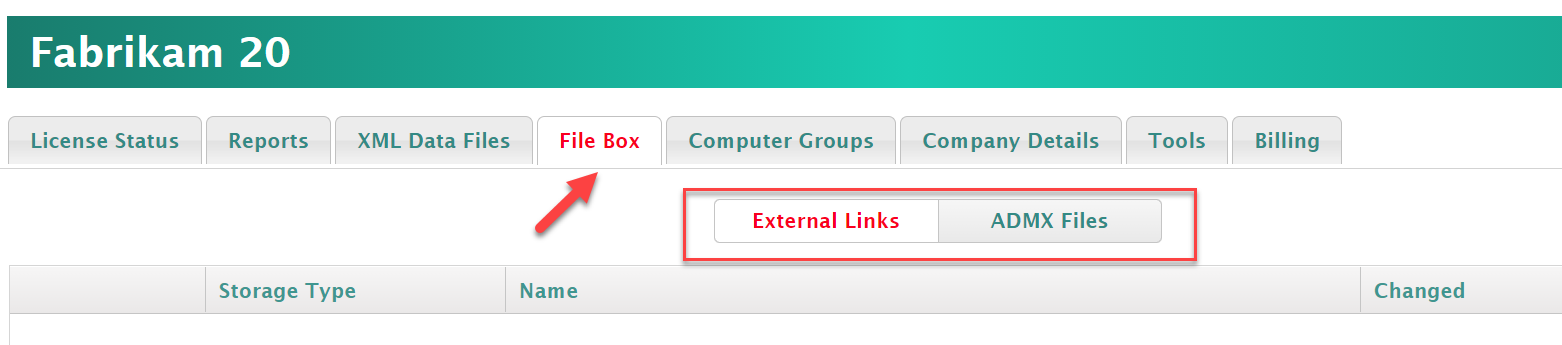 Fabrikam 20
License Status Reports XML Data Files File Box Computer Groups Company Details Tools Billing
External Links ADMX Files
Storage Type Name Changed